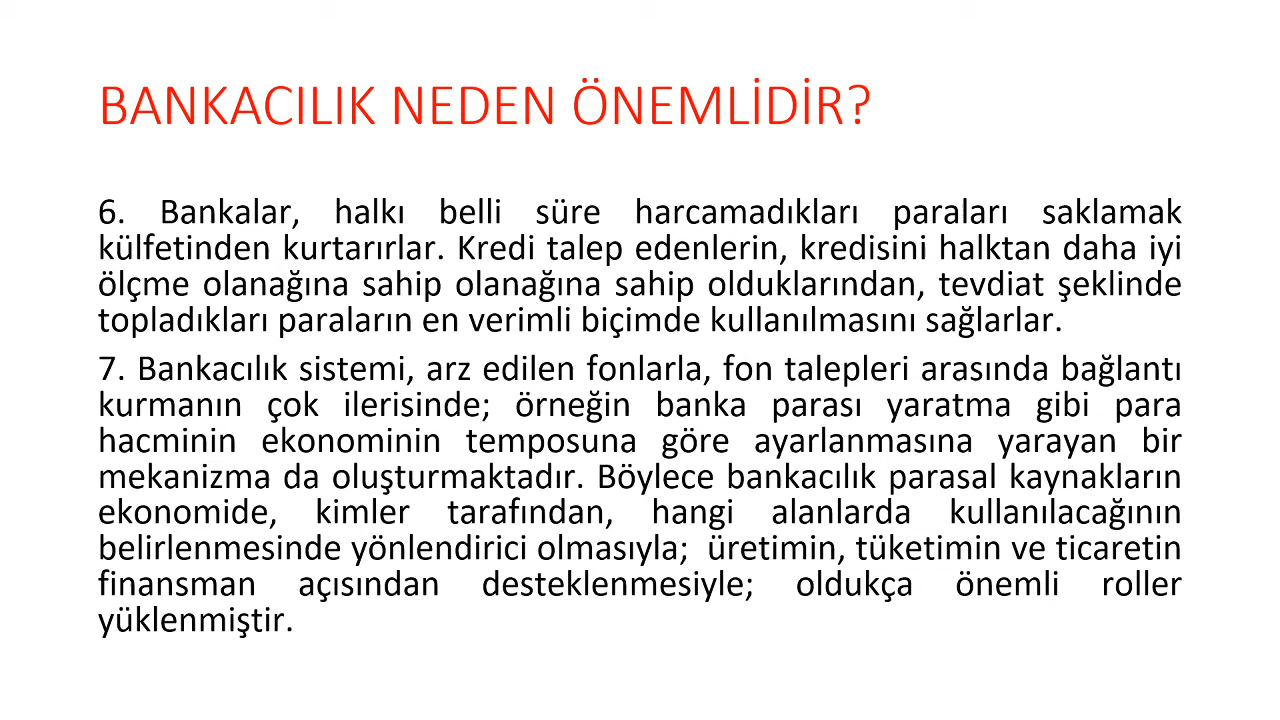 BANKACILIK NEDEN ÖNEMLİDİR?
6. Bankalar, halkı belli süre harcamadıkları paraları saklamak
külfetinden kurtarırlar. Kredi talep edenlerin, kredisini halktan daha iyi
ölçme olanağına sahip olanağına sahip olduklarından, tevdiat şeklinde
topladıkları paraların en verimli biçimde kullanılmasını sağlarlar.
7. Bankacılık sistemi, arz edilen fonlarla, fon talepleri arasında bağlantı
kurmanın çok ilerisinde; örneğin banka parası yaratma gibi para
hacminin ekonominin temposuna göre ayarlanmasına yarayan bir
mekanizma da oluşturmaktadır. Böylece bankacılık parasal kaynakların
ekonomide, kimler tarafından, hangi alanlarda kullanılacağının
belirlenmesinde yönlendirici olmasıyla; üretimin, tüketimin ve ticaretin
finansman açısından desteklenmesiyle; oldukça önemli roller
yüklenmiştir.